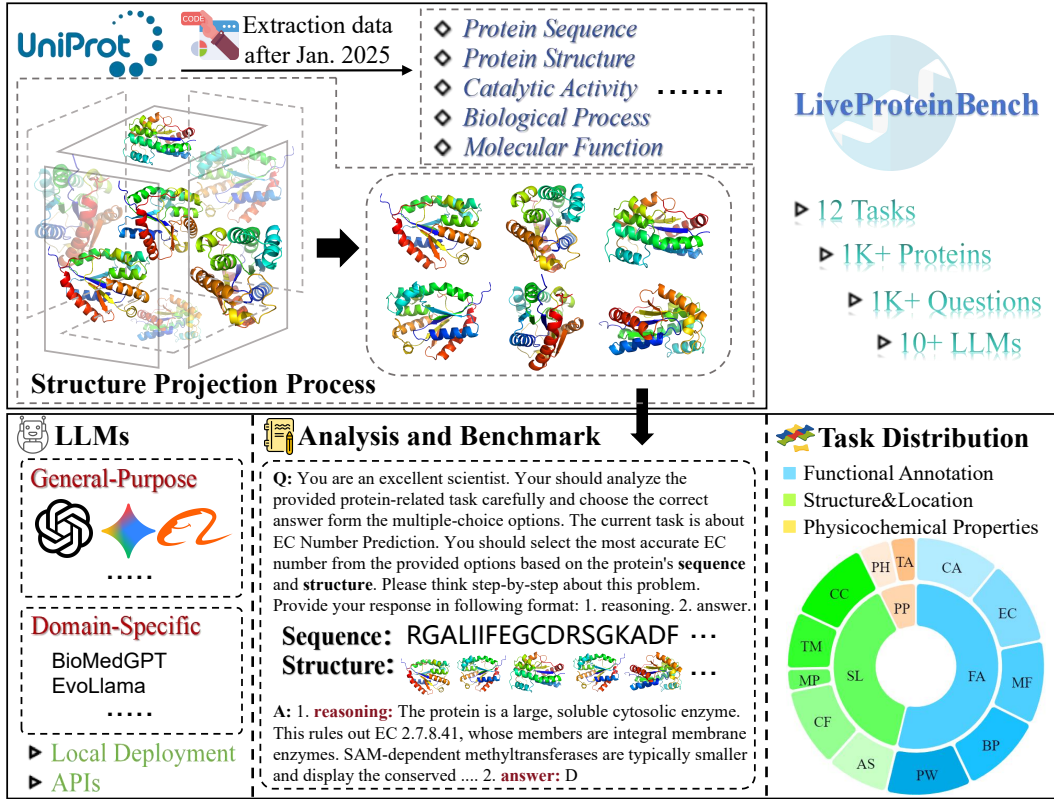 UniProt
CODE
Extraction data
after Jan. 2025
Protein Sequence
Protein Structure
Catalytic Activity ......
Biological Process
Molecular Function
Structure Projection Process
LiveProteinBench
12 Tasks
1K+ Proteins
1K+ Questions
10+ LLMs
LLMs
General-Purpose
.....
Domain-Specific
BioMedGPT
EvoLlama
.....
Local Deployment
APIs
Analysis and Benchmark
Q: You are an excellent scientist. Your should analyze the
provided protein-related task carefully and choose the correct
answer form the multiple-choice options. The current task is about
EC Number Prediction. You should select the most accurate EC
number from the provided options based on the protein's sequence
and structure. Please think step-by-step about this problem.
Provide your response in following format: 1. reasoning. 2. answer.
Sequence: RGALIIFEGCDRSGKADF ...
Structure: ...
A: 1. reasoning: The protein is a large, soluble cytosolic enzyme.
This rules out EC 2.7.8.41, whose members are integral membrane
enzymes. SAM-dependent methyltransferases are typically smaller
and display the conserved .... 2. answer: D
Task Distribution
Functional Annotation
Structure&Location
Physicochemical Properties
PH
TA
CA
CC
PP
EC
TM
MP
SL
FA
MF
CF
BP
AS
PW